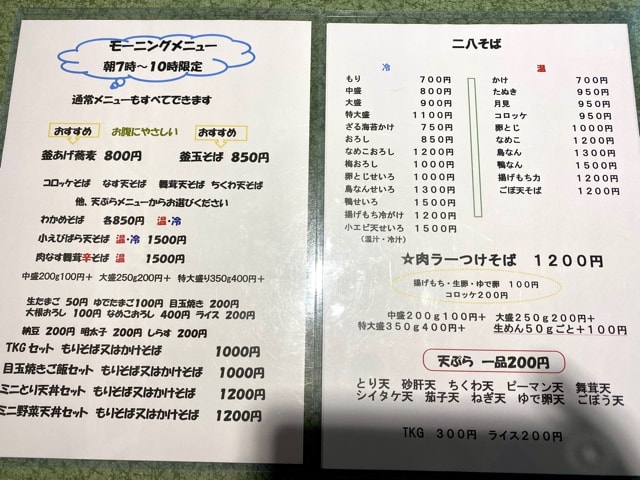 モーニングメニュー
朝7時～10時限定
通常メニューもすべてできます
おすすめ お腹にやさしい おすすめ
釜あげ蕎麦 800円 釜玉そば 850円
コロッケそば なす天そば 舞茸天そば ちくわ天そば
他、天ぷらメニューからお選びください
わかめそば 各850円 温・冷
小えびばら天そば 温・冷 1500円
肉なす舞茸辛そば 温 1500円
中盛200g100円＋ 大盛250g200円＋ 特大盛り350g400円＋
生たまご 50円 ゆでたまご100円 目玉焼き 200円
大根おろし 100円 なめこおろし 400円 ライス 200円
納豆 200円 明太子 200円 しらす 200円
TKGセット もりそば又はかけそば 1000円
目玉焼きご飯セット もりそば又はかけそば 1000円
ミニとり天丼セット もりそば又はかけそば 1200円
ミニ野菜天丼セット もりそば又はかけそば 1200円
二八そば
冷
もり 700円
中盛 800円
大盛 900円
特大盛 1100円
ざる海苔かけ 750円
おろし 850円
なめこおろし 1200円
梅おろし 1000円
卵とじせいろ 1000円
鳥なんせいろ 1300円
鴨せいろ 1500円
揚げもち冷がけ 1200円
小エビ天せいろ 1500円
（温汁・冷汁）
温
かけ 700円
たぬき 950円
月見 950円
コロッケ 950円
卵とじ 1000円
なめこ 1200円
鳥なん 1300円
鴨なん 1500円
揚げもち力 1200円
ごぼ天そば 1200円
☆肉ラーつけそば 1200円
揚げもち・生卵・ゆで卵 100円
コロッケ200円
中盛200g100円＋ 大盛250g200円＋
特大盛350g400円＋ 生めん50gごと＋100円
天ぷら 一品200円
とり天 砂肝天 ちくわ天 ピーマン天 舞茸天
シイタケ天 茄子天 ねぎ天 ゆで卵天 ごぼう天
TKG 300円 ライス200円